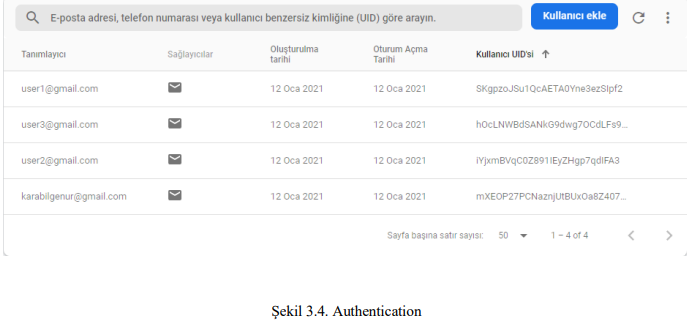 E-posta adresi, telefon numarası veya kullanıcı benzersiz kimliğine (UID) göre arayın. Kullanıcı ekle
Tanımlayıcı Sağlayıcılar Oluşturulma tarihi Oturum Açma Tarihi Kullanıcı UID'si ↑
user1@gmail.com 12 Oca 2021 12 Oca 2021 SKgpzoJSu1QcAETA0Yne3ezSlpf2
user3@gmail.com 12 Oca 2021 12 Oca 2021 hOcLNWBdSANkG9dwg7OCdLFs9...
user2@gmail.com 12 Oca 2021 12 Oca 2021 iYjxmBVqC0Z891IEyZHgp7qdIFA3
karabilgenur@gmail.com 12 Oca 2021 12 Oca 2021 mXEOP27PCNaznjUtBUxOa8Z407...
Sayfa başına satır sayısı: 50 1 – 4 of 4
Şekil 3.4. Authentication